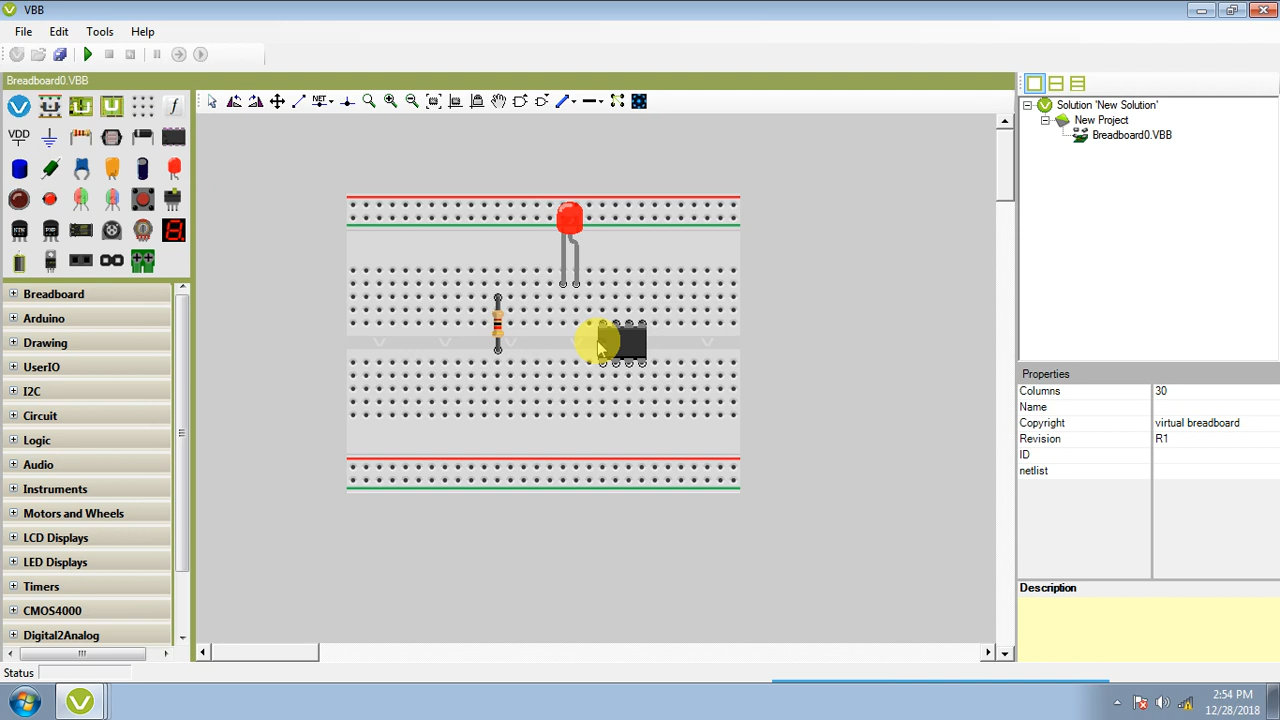 VBB
File Edit Tools Help
Breadboard0.VBB
NET
f
VDD
Breadboard
Arduino
Drawing
UserIO
I2C
Circuit
Logic
Audio
Instruments
Motors and Weels
LCD Displays
LED Displays
Timers
CMOS4000
Digital2Analog
Solution 'New Solution'
New Project
Breadboard0.VBB
Properties
Columns 30
Name
Copyright virtual breadboard
Revision R1
ID
netlist
Description
Status
2:54 PM
12/28/2018